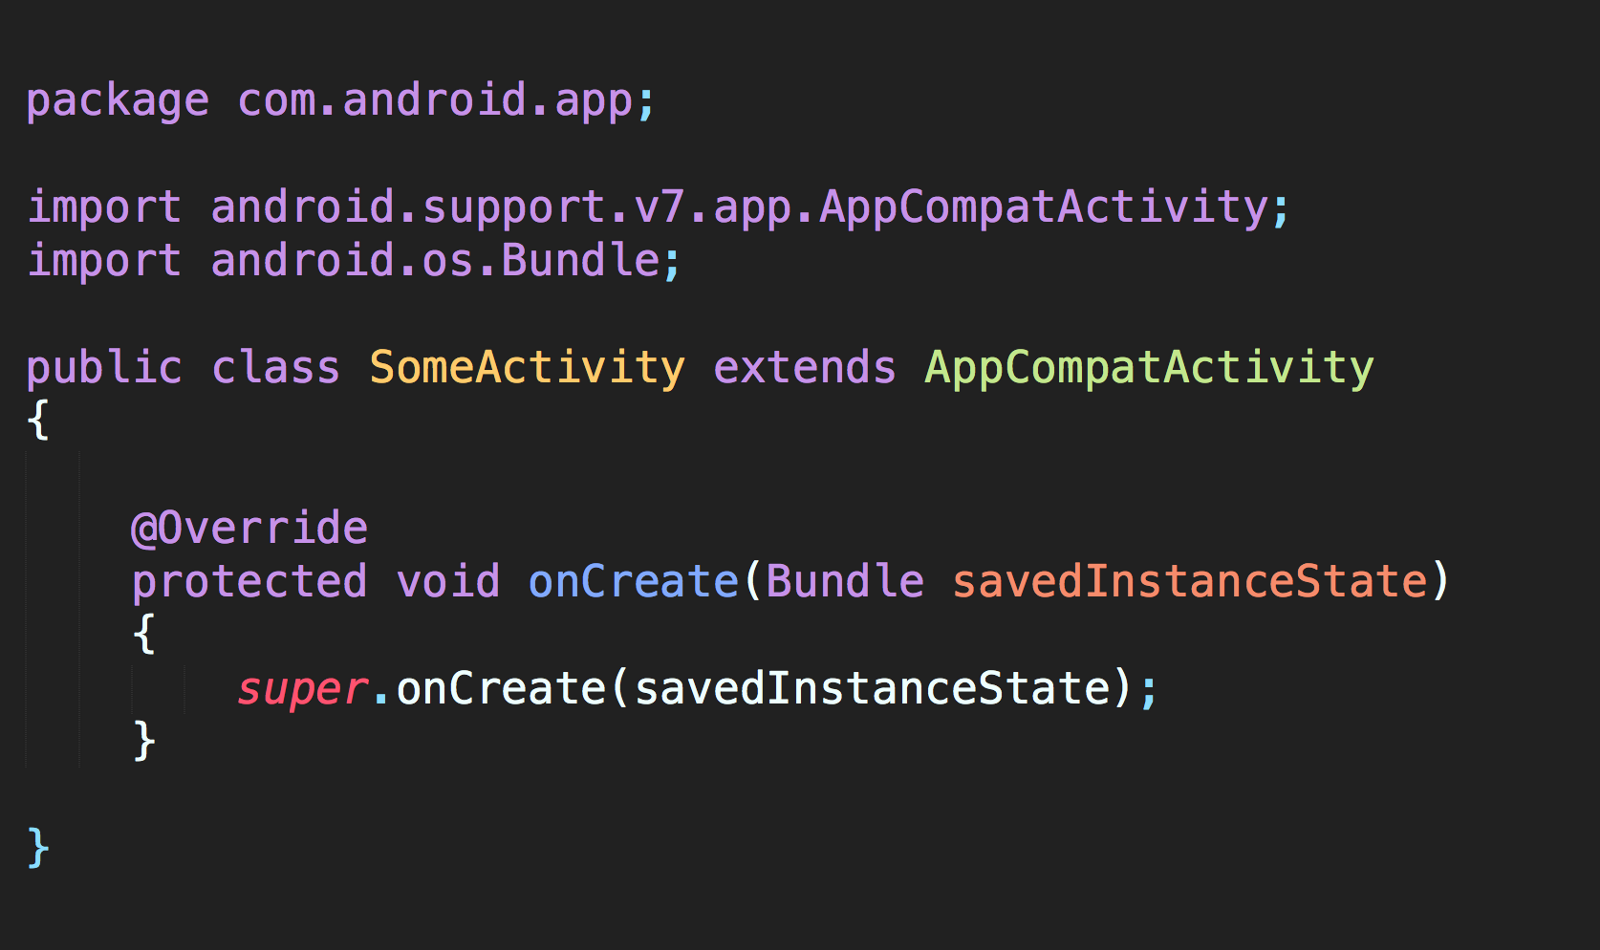 package com.android.app;
import android.support.v7.app.AppCompatActivity;
import android.os.Bundle;
public class SomeActivity extends AppCompatActivity
{
@Override
protected void onCreate(Bundle savedInstanceState)
{
super.onCreate(savedInstanceState);
}
}